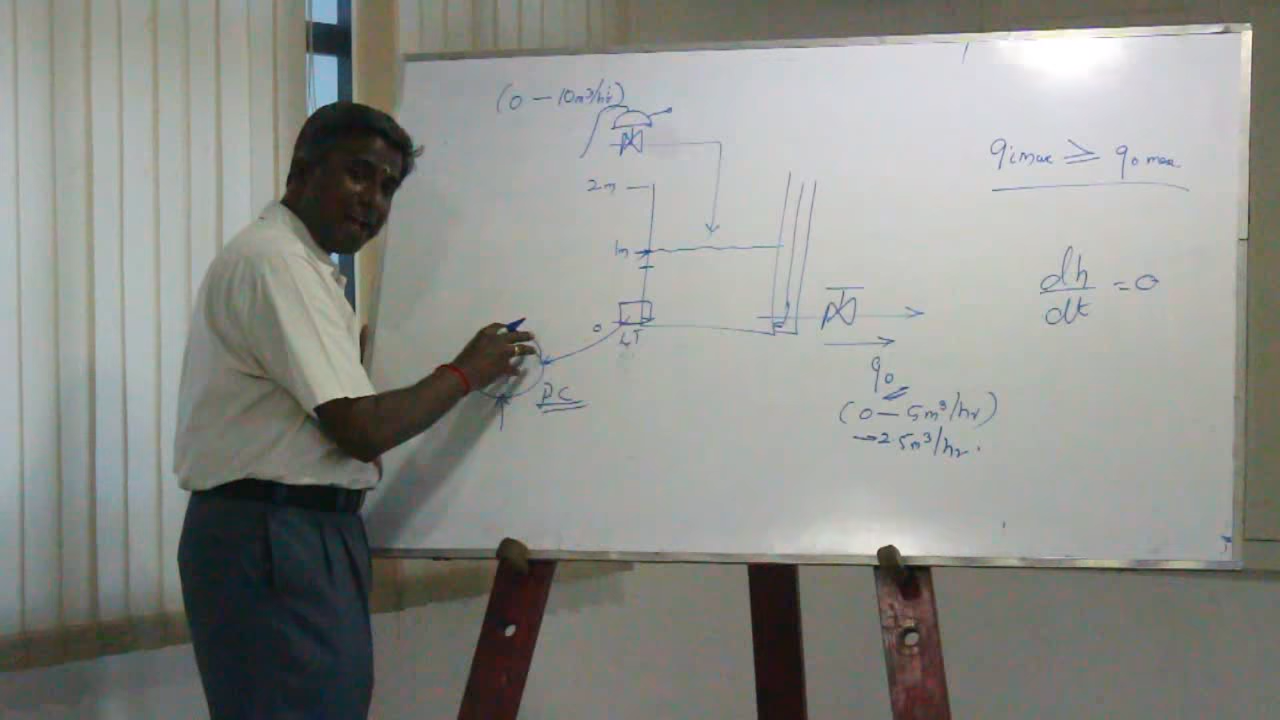 (0 - 10m³/hr)
qimax ≥ qomax
2m
1m
dh/dt = 0
0
LT
PC
qo
(0 - 5m³/hr)
→ 2.5m³/hr.